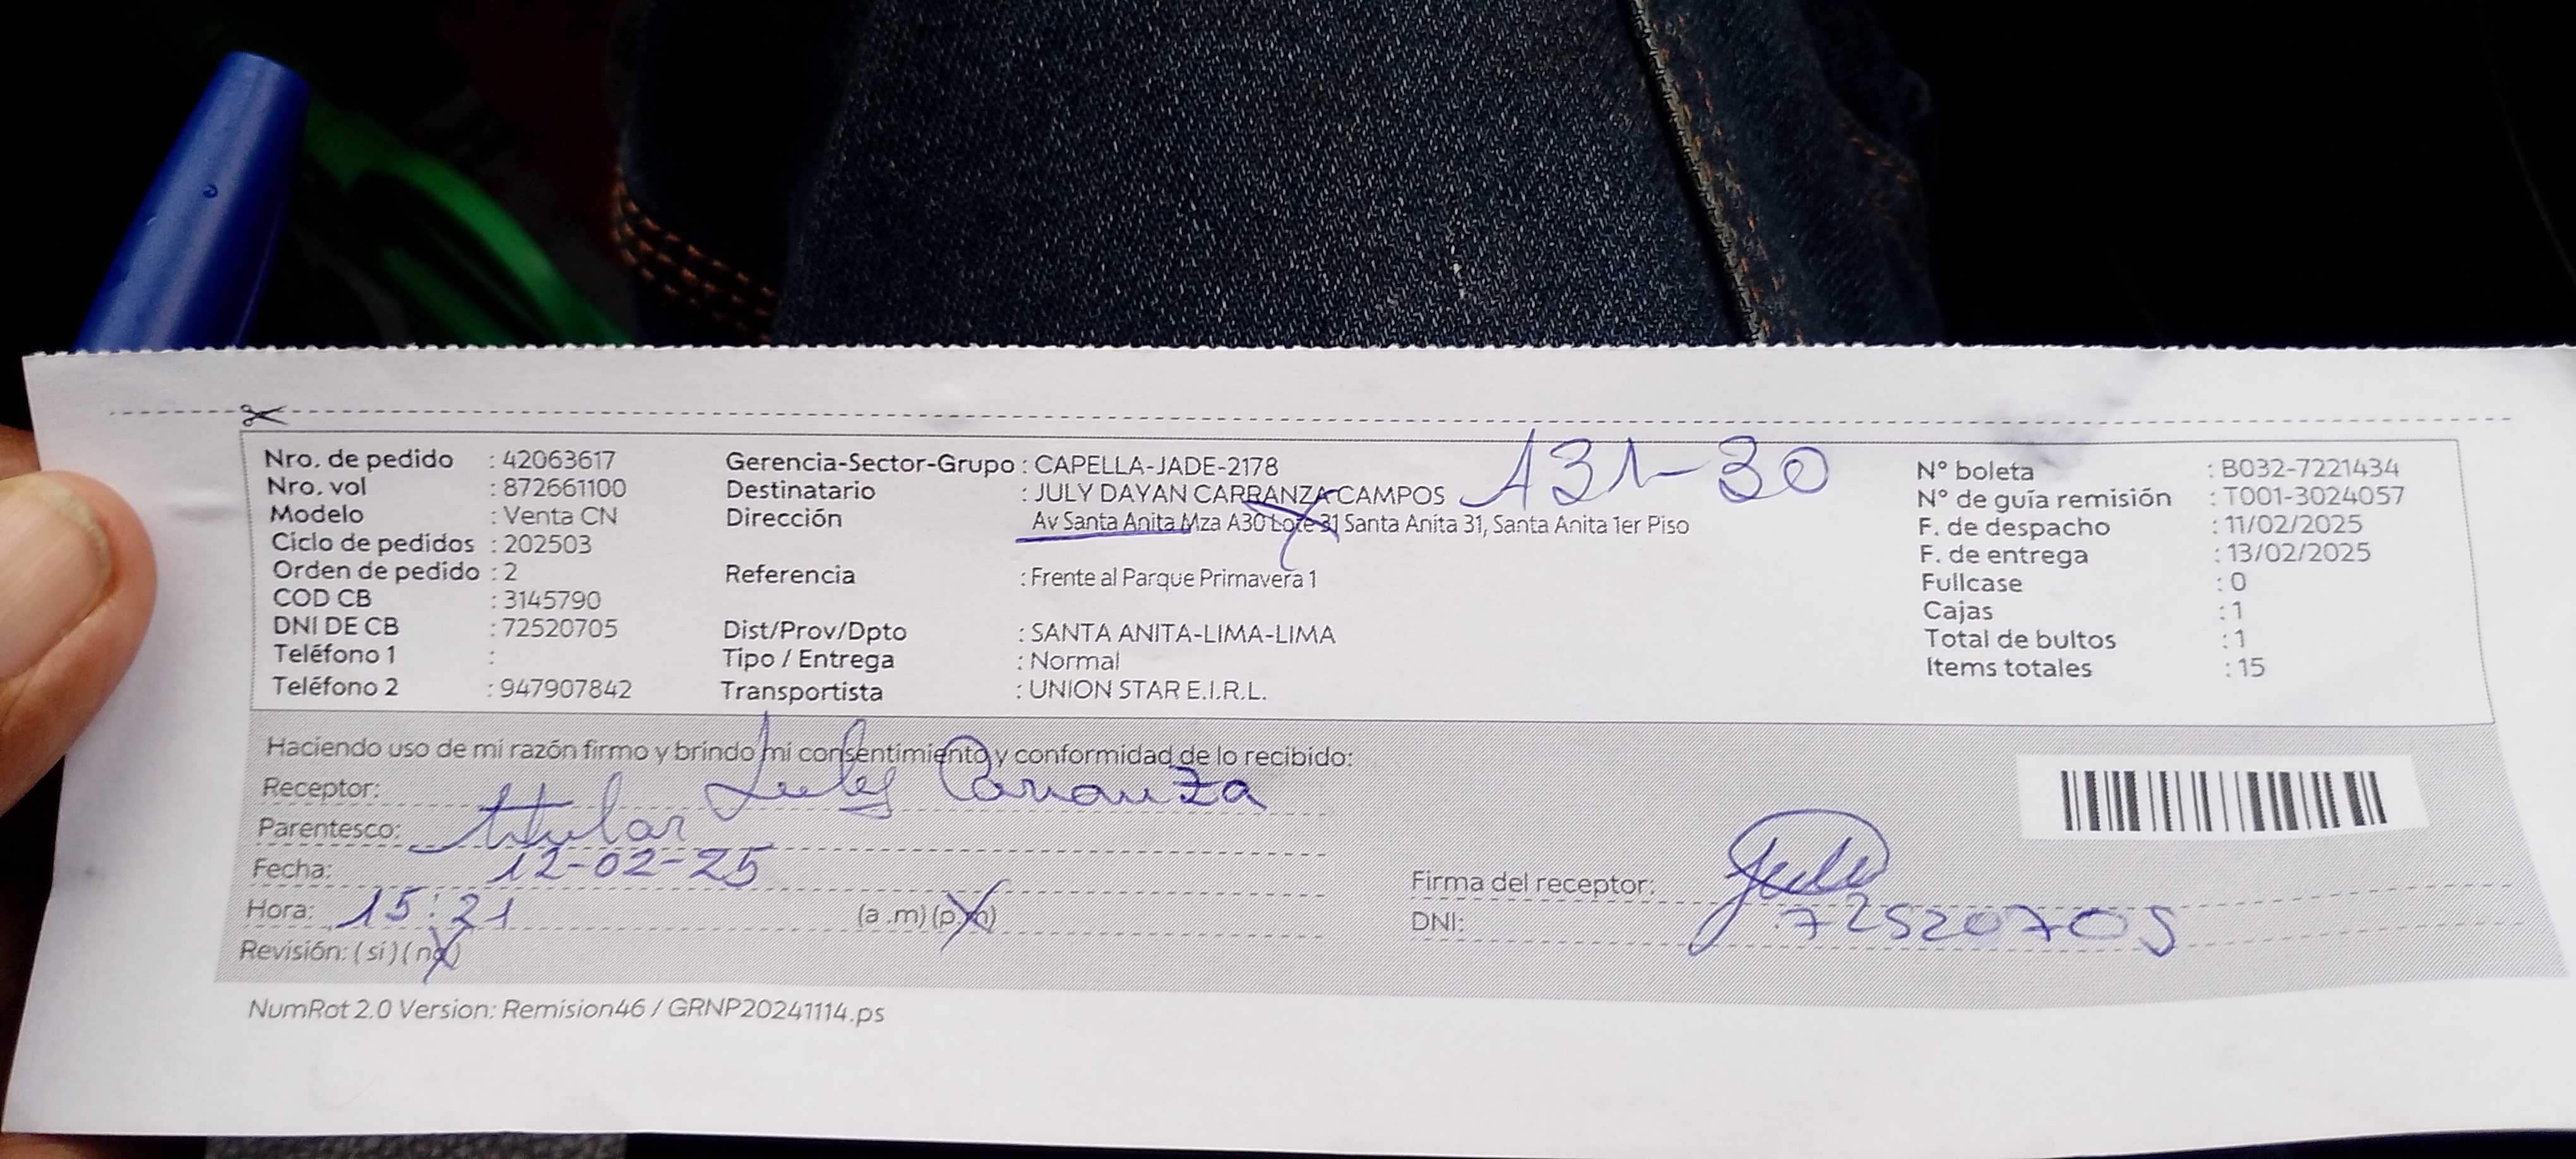 Nro. de pedido : 42063617
Nro. vol : 872661100
Modelo : Venta CN
Ciclo de pedidos : 202503
Orden de pedido : 2
COD CB : 3145790
DNI DE CB : 72520705
Teléfono 1 :
Teléfono 2 : 947907842
Gerencia-Sector-Grupo : CAPELLA-JADE-2178
Destinatario : JULY DAYAN CARRANZA CAMPOS
A31-30
Dirección Av Santa Anita Mza A30 Lote 31 Santa Anita 31, Santa Anita 1er Piso
Referencia : Frente al Parque Primavera 1
Dist/Prov/Dpto : SANTA ANITA-LIMA-LIMA
Tipo / Entrega : Normal
Transportista : UNION STAR E.I.R.L.
N° boleta : B032-7221434
N° de guía remisión : T001-3024057
F. de despacho : 11/02/2025
F. de entrega : 13/02/2025
Fullcase : 0
Cajas : 1
Total de bultos : 1
Items totales : 15
Haciendo uso de mi razón firmo y brindo mi consentimiento y conformidad de lo recibido:
Receptor: July Carranza
Parentesco: titular
Fecha: 12-02-25
Hora: 15:21 (a.m) (p.m)
Revisión: (si) (no)
Firma del receptor: July
DNI: 72520705
NumRot 2.0 Version: Remision46 / GRNP20241114.ps